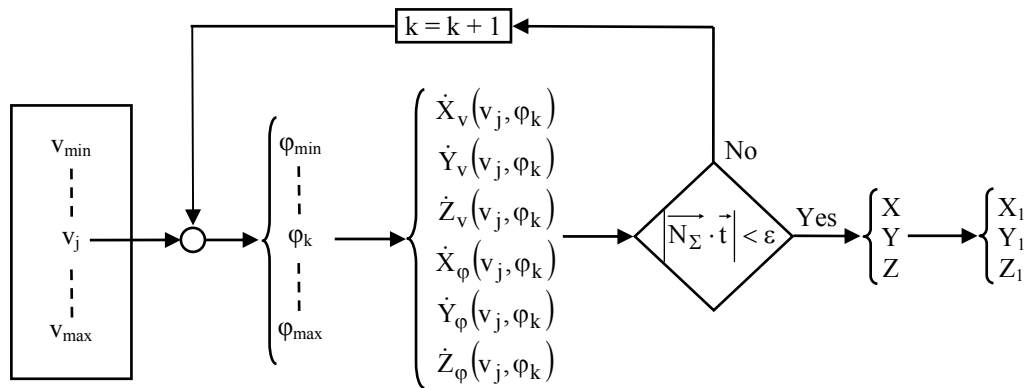 k = k + 1
v_min
v_j
v_max
φ_min
φ_k
φ_max
Ẋ_v(v_j, φ_k)
Ẏ_v(v_j, φ_k)
Ż_v(v_j, φ_k)
Ẋ_φ(v_j, φ_k)
Ẏ_φ(v_j, φ_k)
Ż_φ(v_j, φ_k)
No
|N⃗_Σ · t⃗| < ε
Yes
X
Y
Z
X_1
Y_1
Z_1